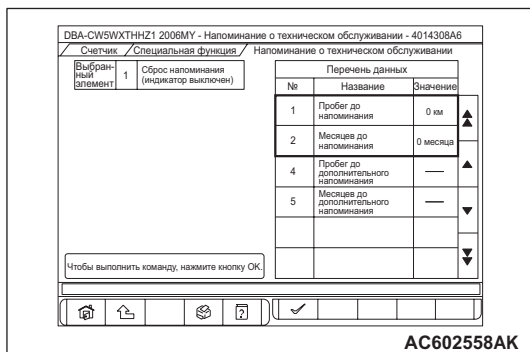 DBA-CW5WXTHHZ1 2006MY - Напоминание о техническом обслуживании - 4014308A6
Счетчик / Специальная функция / Напоминание о техническом обслуживании
Выбран-
ный
элемент
1
Сброс напоминания
(индикатор выключен)
Перечень данных
№ Название Значение
1 Пробег до
напоминания
0 км
2 Месяцев до
напоминания
0 месяца
4 Пробег до
дополнительного
напоминания
—
5 Месяцев до
дополнительного
напоминания
—
Чтобы выполнить команду, нажмите кнопку OK.
AC602558AK